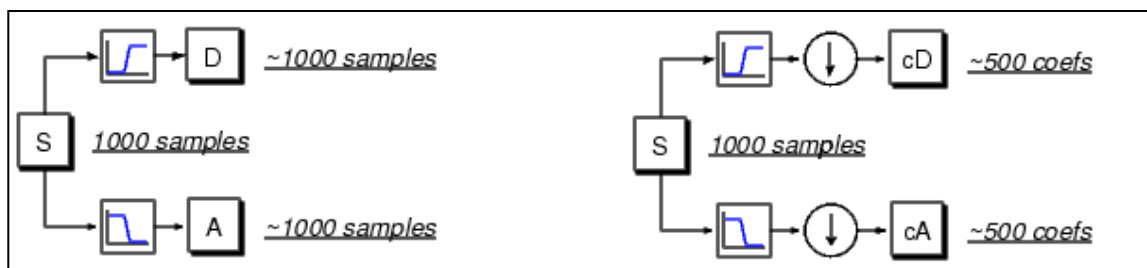 D ~1000 samples
S 1000 samples
A ~1000 samples
cD ~500 coefs
S 1000 samples
cA ~500 coefs